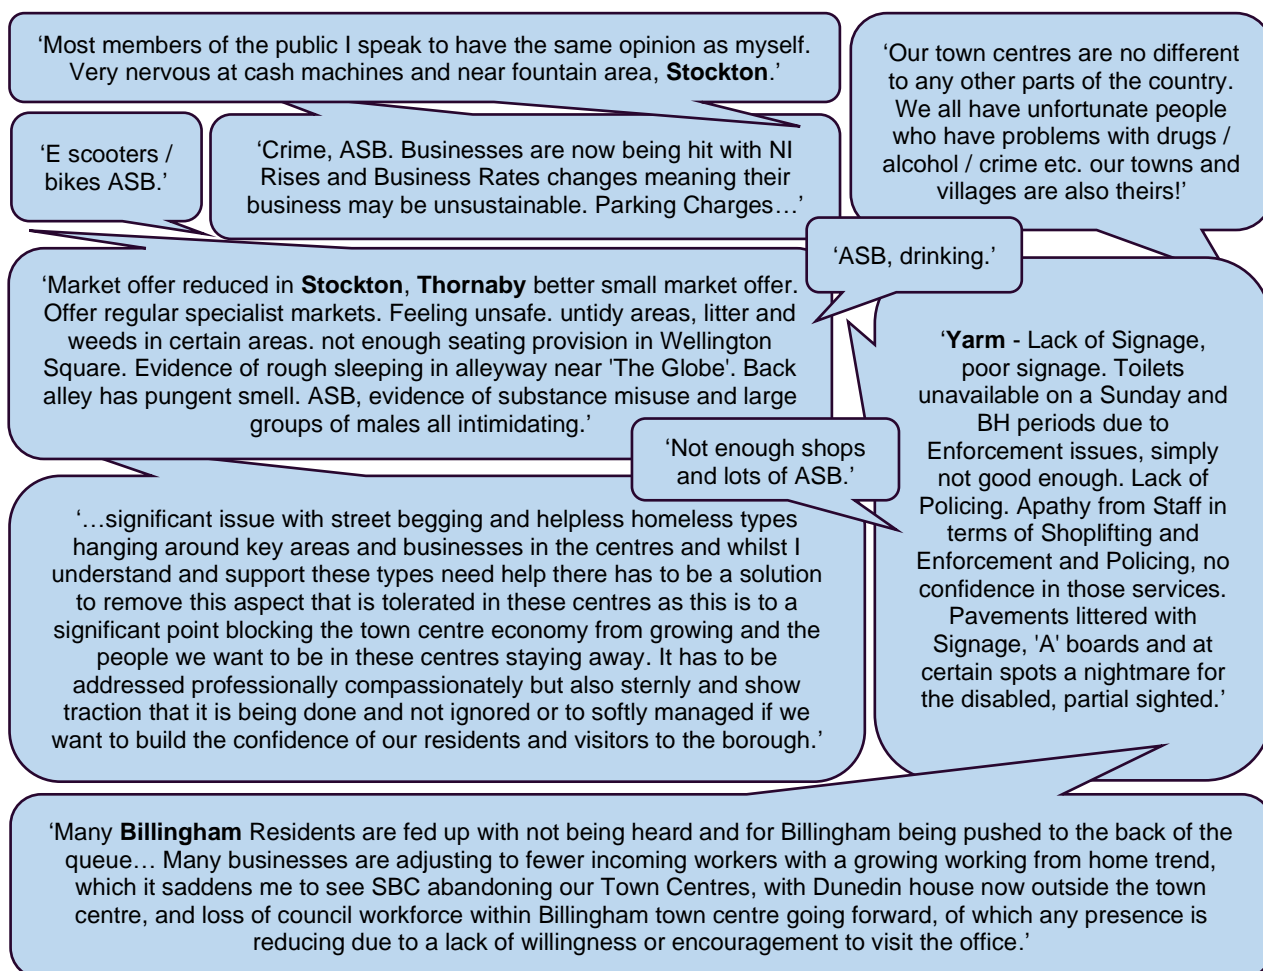 ‘Most members of the public I speak to have the same opinion as myself.
Very nervous at cash machines and near fountain area, Stockton.’
‘Our town centres are no different
to any other parts of the country.
We all have unfortunate people
who have problems with drugs /
alcohol / crime etc. our towns and
villages are also theirs!’
‘E scooters /
bikes ASB.’
‘Crime, ASB. Businesses are now being hit with NI
Rises and Business Rates changes meaning their
business may be unsustainable. Parking Charges…’
‘ASB, drinking.’
‘Market offer reduced in Stockton, Thornaby better small market offer.
Offer regular specialist markets. Feeling unsafe. untidy areas, litter and
weeds in certain areas. not enough seating provision in Wellington
Square. Evidence of rough sleeping in alleyway near 'The Globe'. Back
alley has pungent smell. ASB, evidence of substance misuse and large
groups of males all intimidating.’
‘Yarm - Lack of Signage,
poor signage. Toilets
unavailable on a Sunday and
BH periods due to
Enforcement issues, simply
not good enough. Lack of
Policing. Apathy from Staff in
terms of Shoplifting and
Enforcement and Policing, no
confidence in those services.
Pavements littered with
Signage, 'A' boards and at
certain spots a nightmare for
the disabled, partial sighted.’
‘Not enough shops
and lots of ASB.’
‘…significant issue with street begging and helpless homeless types
hanging around key areas and businesses in the centres and whilst I
understand and support these types need help there has to be a solution
to remove this aspect that is tolerated in these centres as this is to a
significant point blocking the town centre economy from growing and the
people we want to be in these centres staying away. It has to be
addressed professionally compassionately but also sternly and show
traction that it is being done and not ignored or to softly managed if we
want to build the confidence of our residents and visitors to the borough.’
‘Many Billingham Residents are fed up with not being heard and for Billingham being pushed to the back of the
queue… Many businesses are adjusting to fewer incoming workers with a growing working from home trend,
which it saddens me to see SBC abandoning our Town Centres, with Dunedin house now outside the town
centre, and loss of council workforce within Billingham town centre going forward, of which any presence is
reducing due to a lack of willingness or encouragement to visit the office.’